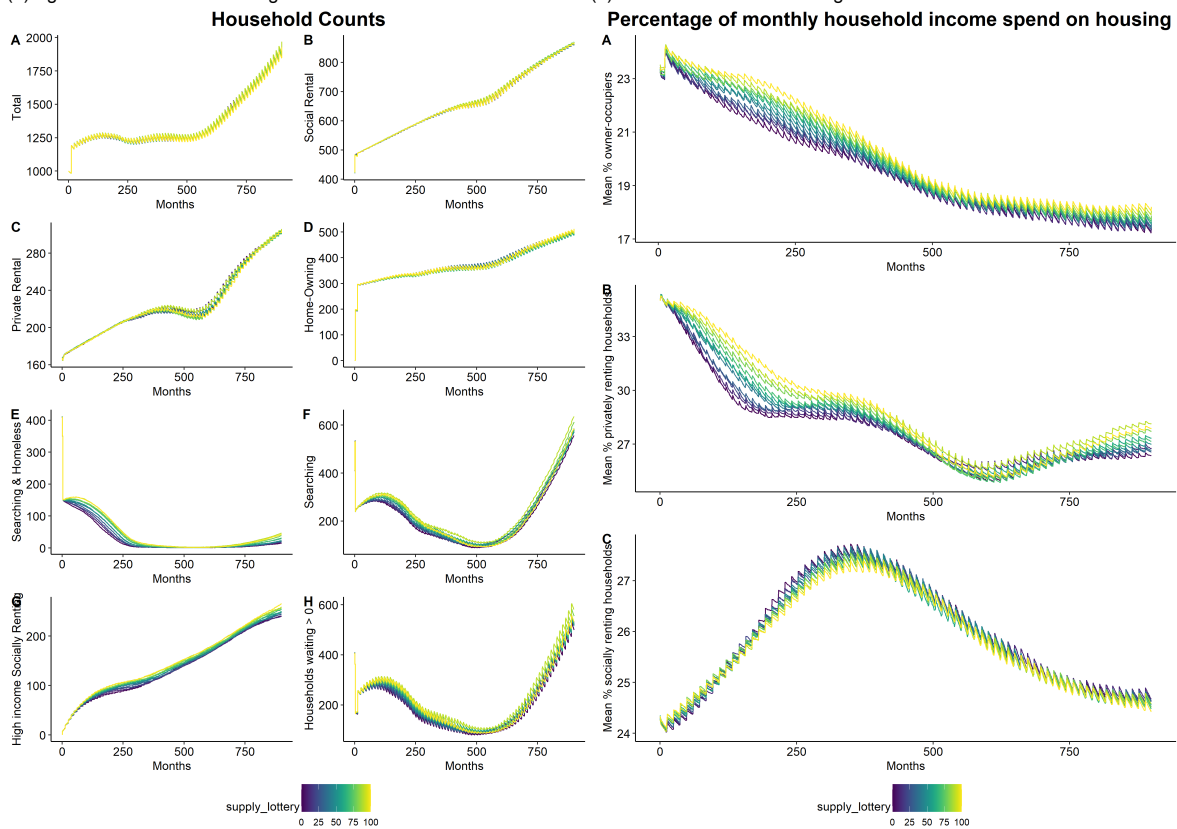 Household Counts
A
Total
2000
1750
1500
1250
1000
0 250 500 750
Months
B
Social Rental
800
700
600
500
400
0 250 500 750
Months
C
Private Rental
280
240
200
160
0 250 500 750
Months
D
Home-Owning
500
400
300
200
100
0
0 250 500 750
Months
E
Searching & Homeless
400
300
200
100
0
0 250 500 750
Months
F
Searching
600
400
200
0 250 500 750
Months
G
High income Socially Renting
200
100
0
0 250 500 750
Months
H
Households waiting > 0
600
400
200
0 250 500 750
Months
supply_lottery
0 25 50 75 100
Percentage of monthly household income spend on housing
A
Mean % owner-occupiers
23
21
19
17
0 250 500 750
Months
B
Mean % privately renting households
33
30
27
0 250 500 750
Months
C
Mean % socially renting households
27
26
25
24
0 250 500 750
Months
supply_lottery
0 25 50 75 100